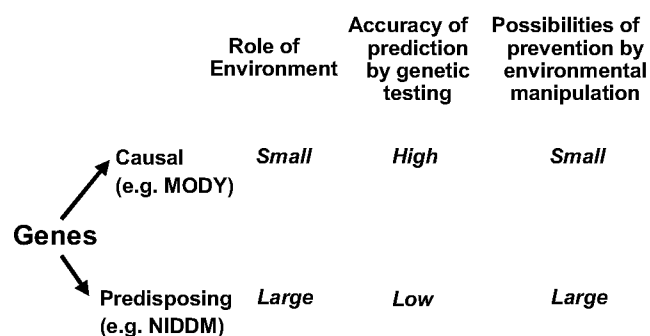 Role of Environment
Accuracy of prediction by genetic testing
Possibilities of prevention by environmental manipulation
Genes
Causal
(e.g. MODY)
Small
High
Small
Predisposing
(e.g. NIDDM)
Large
Low
Large